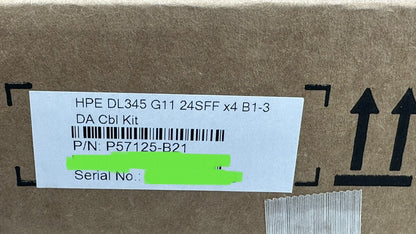 HPE DL345 G11 24SFF x4 B1-3
DA Cbl Kit
P/N: P57125-B21
Serial No.: